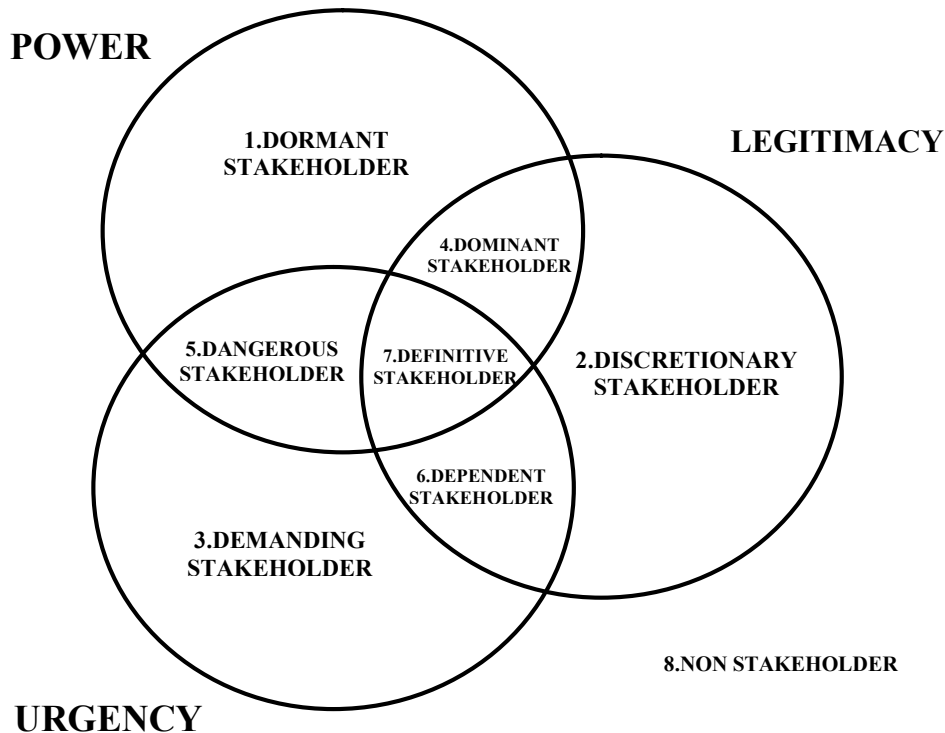 POWER
1.DORMANT
STAKEHOLDER
LEGITIMACY
4.DOMINANT
STAKEHOLDER
5.DANGEROUS
STAKEHOLDER
7.DEFINITIVE
STAKEHOLDER
2.DISCRETIONARY
STAKEHOLDER
6.DEPENDENT
STAKEHOLDER
3.DEMANDING
STAKEHOLDER
8.NON STAKEHOLDER
URGENCY